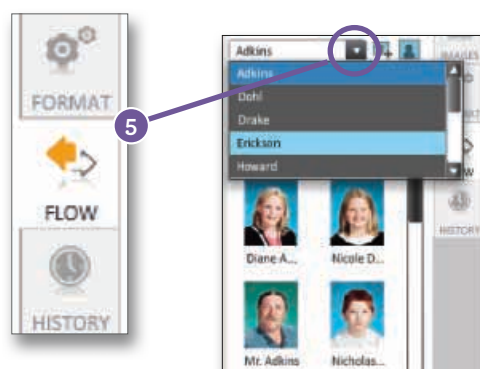 FORMAT
5
FLOW
HISTORY
Adkins
Adkins
Dohl
Drake
Erickson
Howard
IMAGES
HISTORY
Diane A...
Nicole D...
Mr. Adkins
Nicholas...